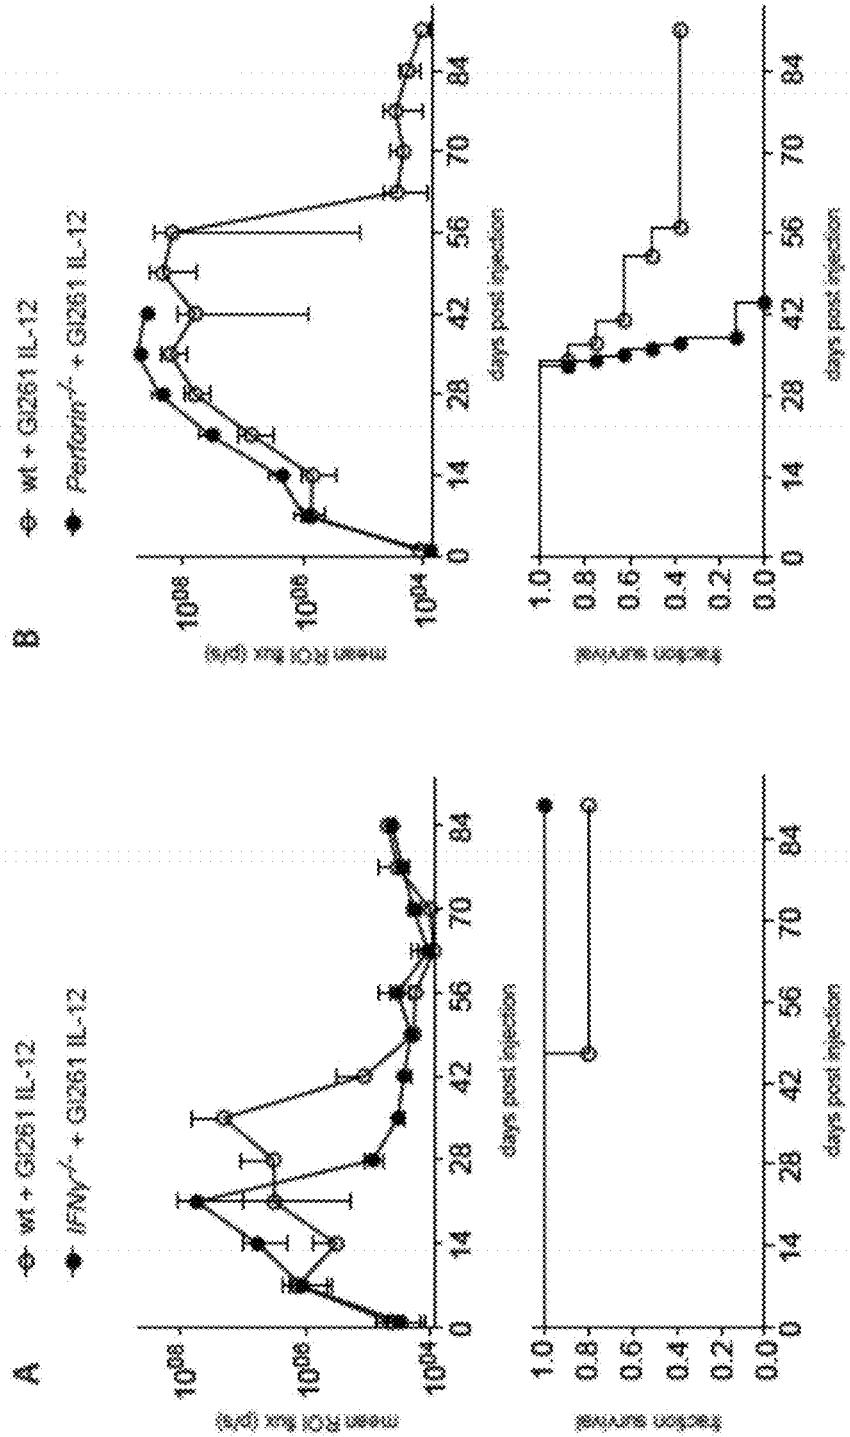 A
wt + Gl261 IL-12
IFNγ-/- + Gl261 IL-12
mean ROI flux (p/s)
10^08
10^06
10^04
0 14 28 42 56 70 84
days post injection
fraction survival
1.0
0.8
0.6
0.4
0.2
0.0
0 14 28 42 56 70 84
days post injection
B
wt + Gl261 IL-12
Perforin-/- + Gl261 IL-12
mean ROI flux (p/s)
10^08
10^06
10^04
0 14 28 42 56 70 84
days post injection
fraction survival
1.0
0.8
0.6
0.4
0.2
0.0
0 14 28 42 56 70 84
days post injection